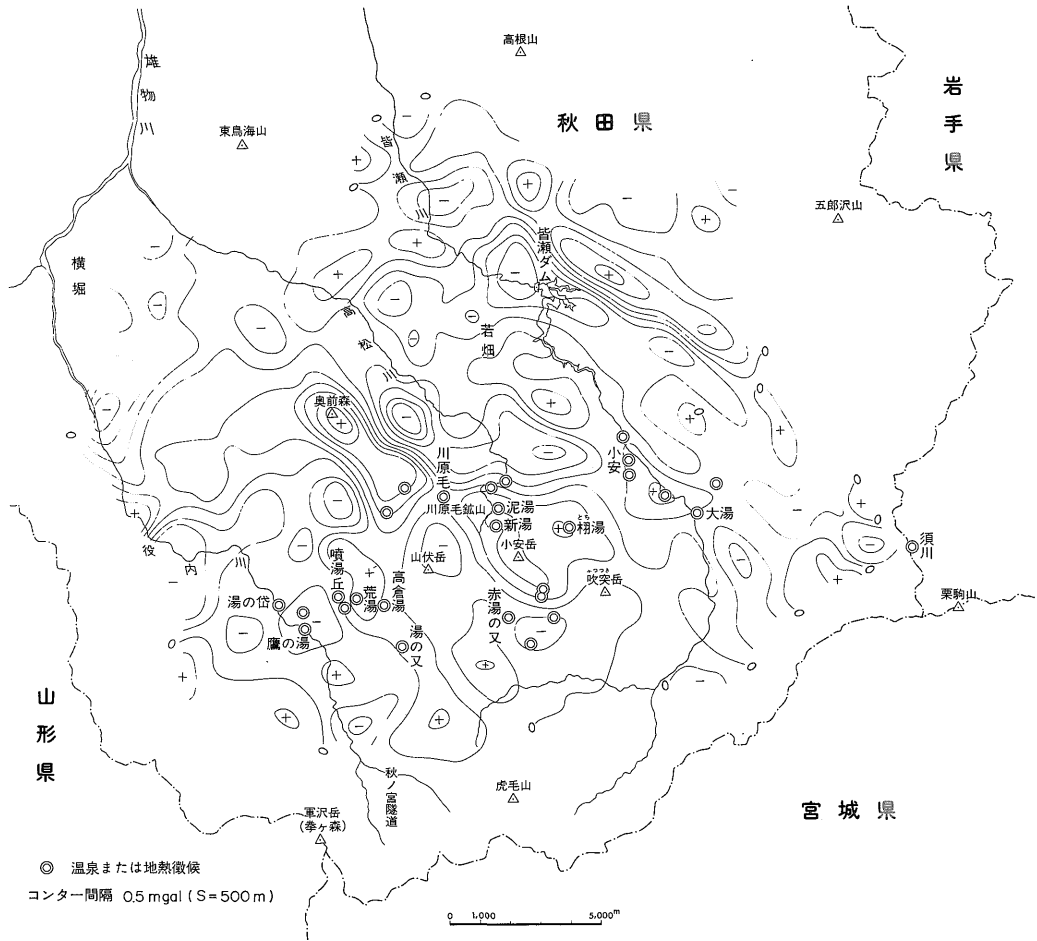 高根山
秋田県
岩手県
雄物川
東鳥海山
皆瀬川
五郎沢山
皆瀬ダム
横堀
高松川
若畑
奥前森
川原毛
小安
川原毛鉱山
泥湯
大湯
新湯
とち
栩湯
小安岳
須川
役内川
噴湯丘
山伏岳
高倉湯
荒湯
ふつつき
吹突岳
栗駒山
湯の岱
赤湯の又
鷹の湯
湯の又
山形県
秋ノ宮隧道
虎毛山
宮城県
軍沢岳
(拳ヶ森)
◎ 温泉または地熱徴候
コンター間隔 0.5 mgal (S=500m)
0 1,000 5,000m